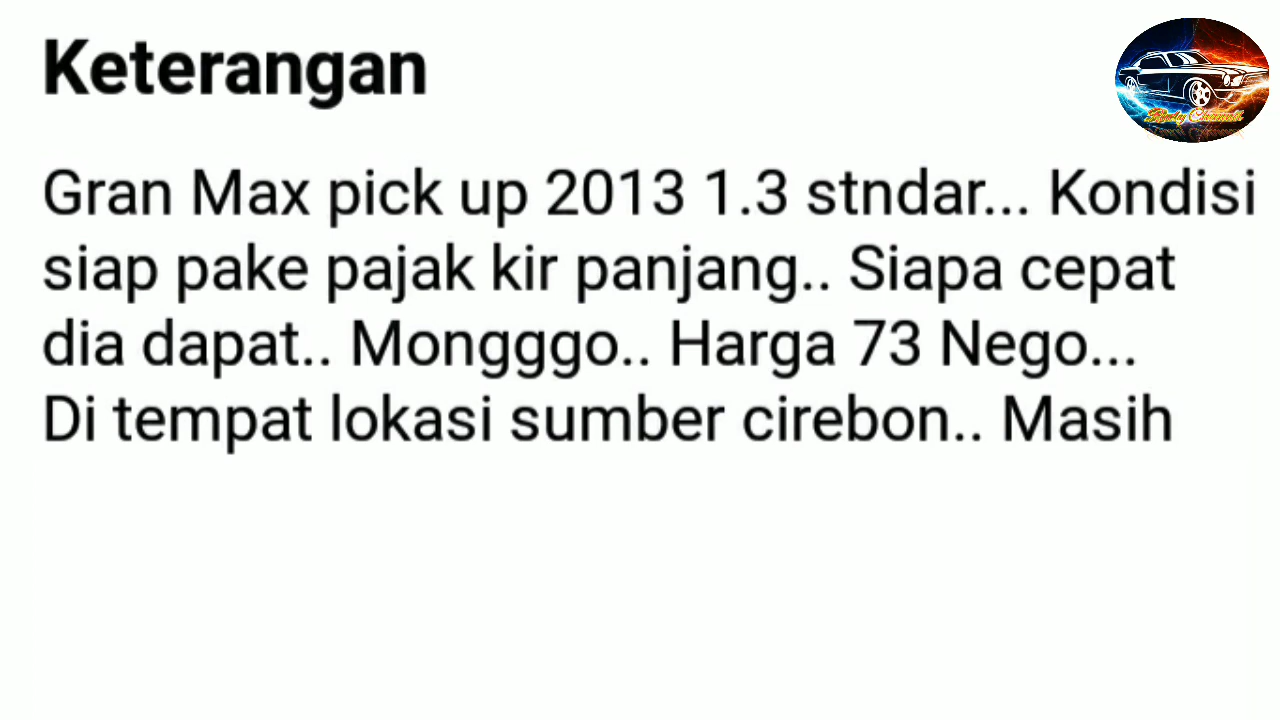 Keterangan
Gran Max pick up 2013 1.3 stndar... Kondisi
siap pake pajak kir panjang.. Siapa cepat
dia dapat.. Mongggo.. Harga 73 Nego...
Di tempat lokasi sumber cirebon.. Masih